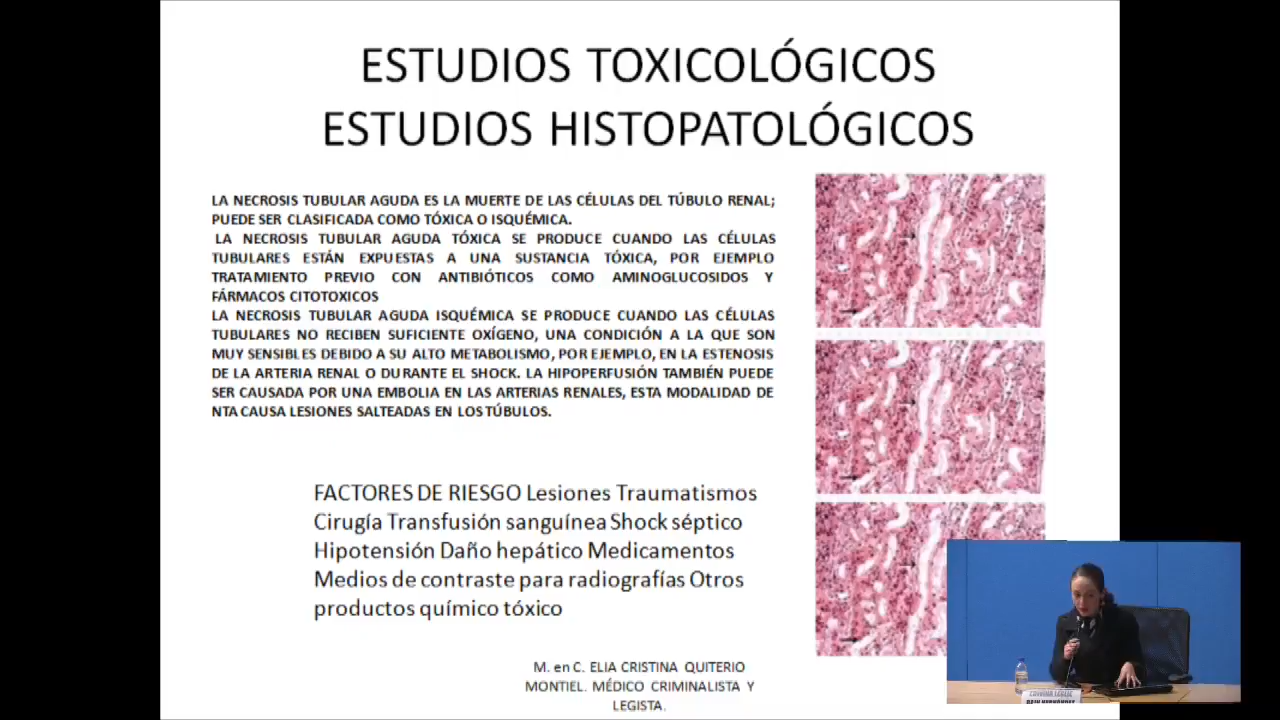 ESTUDIOS TOXICOLÓGICOS
ESTUDIOS HISTOPATOLÓGICOS
LA NECROSIS TUBULAR AGUDA ES LA MUERTE DE LAS CÉLULAS DEL TÚBULO RENAL;
PUEDE SER CLASIFICADA COMO TÓXICA O ISQUÉMICA.
LA NECROSIS TUBULAR AGUDA TÓXICA SE PRODUCE CUANDO LAS CÉLULAS
TUBULARES ESTÁN EXPUESTAS A UNA SUSTANCIA TÓXICA, POR EJEMPLO
TRATAMIENTO PREVIO CON ANTIBIÓTICOS COMO AMINOGLUCOSIDOS Y
FÁRMACOS CITOTOXICOS
LA NECROSIS TUBULAR AGUDA ISQUÉMICA SE PRODUCE CUANDO LAS CÉLULAS
TUBULARES NO RECIBEN SUFICIENTE OXÍGENO, UNA CONDICIÓN A LA QUE SON
MUY SENSIBLES DEBIDO A SU ALTO METABOLISMO, POR EJEMPLO, EN LA ESTENOSIS
DE LA ARTERIA RENAL O DURANTE EL SHOCK. LA HIPOPERFUSIÓN TAMBIÉN PUEDE
SER CAUSADA POR UNA EMBOLIA EN LAS ARTERIAS RENALES, ESTA MODALIDAD DE
NTA CAUSA LESIONES SALTEADAS EN LOS TÚBULOS.
FACTORES DE RIESGO Lesiones Traumatismos
Cirugía Transfusión sanguínea Shock séptico
Hipotensión Daño hepático Medicamentos
Medios de contraste para radiografías Otros
productos químico tóxico
M. en C. ELIA CRISTINA QUITERIO
MONTIEL. MÉDICO CRIMINALISTA Y
LEGISTA.